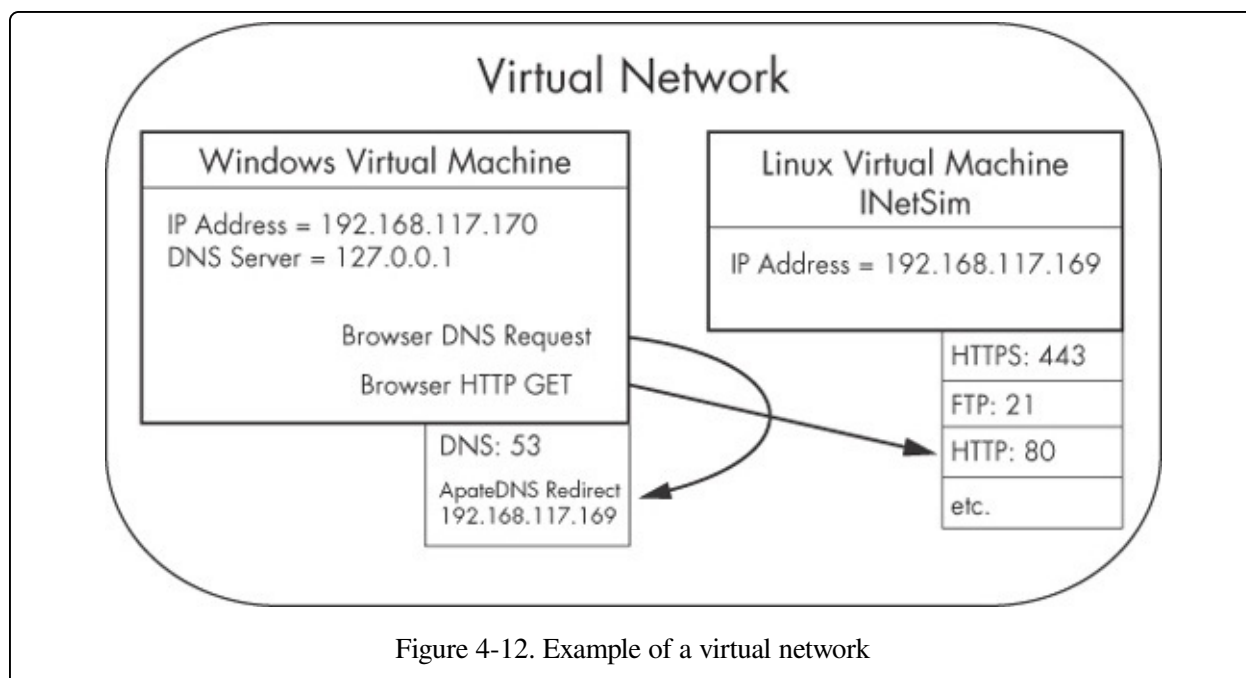 Virtual Network
Windows Virtual Machine
IP Address = 192.168.117.170
DNS Server = 127.0.0.1
Browser DNS Request
Browser HTTP GET
DNS: 53
ApateDNS Redirect
192.168.117.169
Linux Virtual Machine
INetSim
IP Address = 192.168.117.169
HTTPS: 443
FTP: 21
HTTP: 80
etc.
Figure 4-12. Example of a virtual network